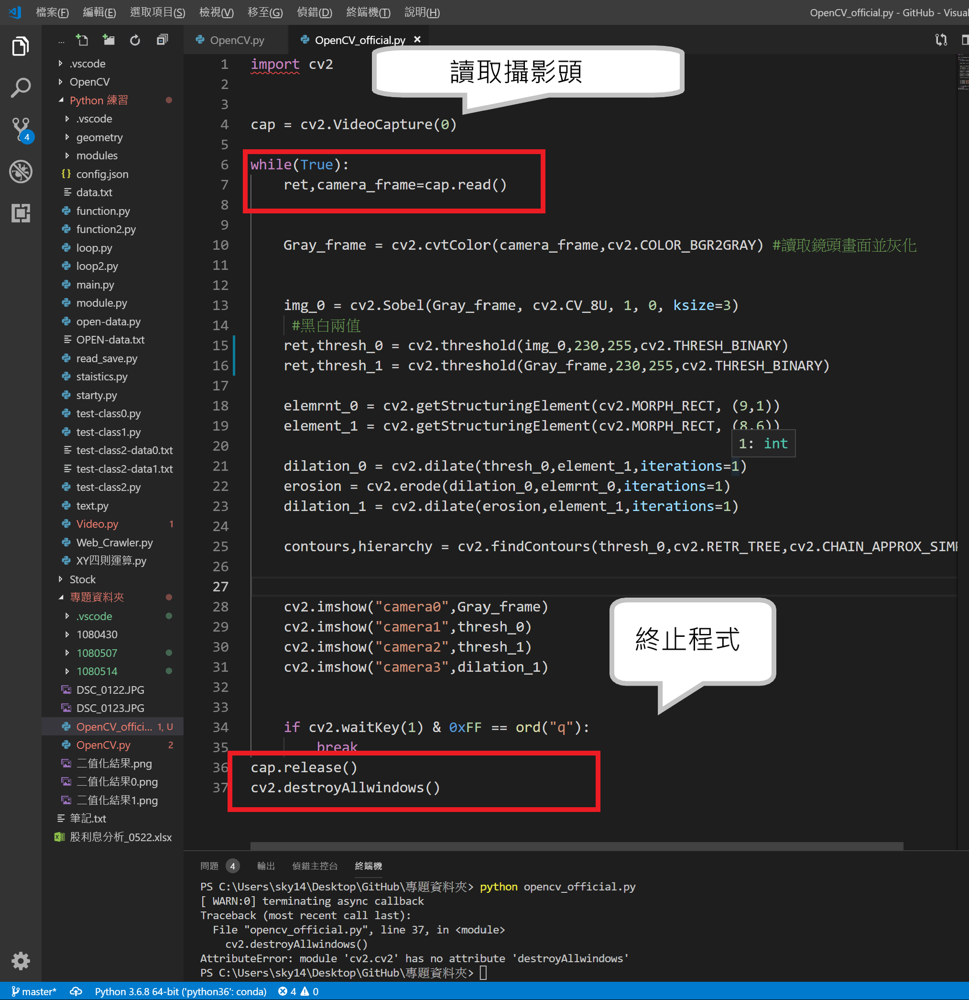 檔案(F) 編輯(E) 選取項目(S) 檢視(V) 移至(G) 偵錯(D) 終端機(T) 說明(H) OpenCV_official.py - GitHub - Visual
OpenCV.py OpenCV_official.py ×
讀取攝影頭
.vscode
OpenCV
Python 練習
.vscode
geometry
modules
{} config.json
data.txt
function.py
function2.py
loop.py
loop2.py
main.py
module.py
open-data.py
OPEN-data.txt
read_save.py
staistics.py
starty.py
test-class0.py
test-class1.py
test-class2-data0.txt
test-class2-data1.txt
test-class2.py
text.py
Video.py 1
Web_Crawler.py
XY四則運算.py
Stock
專題資料夾
.vscode
1080430
1080507
1080514
DSC_0122.JPG
DSC_0123.JPG
OpenCV_offici... 1, U
OpenCV.py 2
二值化結果.png
二值化結果0.png
二值化結果1.png
筆記.txt
股利息分析_0522.xlsx
4
1 import cv2
2
3
4 cap = cv2.VideoCapture(0)
5
6 while(True):
7 ret,camera_frame=cap.read()
8
9
10 Gray_frame = cv2.cvtColor(camera_frame,cv2.COLOR_BGR2GRAY) #讀取鏡頭畫面並灰化
11
12
13 img_0 = cv2.Sobel(Gray_frame, cv2.CV_8U, 1, 0, ksize=3)
14 #黑白兩值
15 ret,thresh_0 = cv2.threshold(img_0,230,255,cv2.THRESH_BINARY)
16 ret,thresh_1 = cv2.threshold(Gray_frame,230,255,cv2.THRESH_BINARY)
17
18 elemrnt_0 = cv2.getStructuringElement(cv2.MORPH_RECT, (9,1))
19 element_1 = cv2.getStructuringElement(cv2.MORPH_RECT, (8,6))
20
1: int
21 dilation_0 = cv2.dilate(thresh_0,element_1,iterations=1)
22 erosion = cv2.erode(dilation_0,elemrnt_0,iterations=1)
23 dilation_1 = cv2.dilate(erosion,element_1,iterations=1)
24
25 contours,hierarchy = cv2.findContours(thresh_0,cv2.RETR_TREE,cv2.CHAIN_APPROX_SIMP
26
27
28 cv2.imshow("camera0",Gray_frame)
29 cv2.imshow("camera1",thresh_0)
30 cv2.imshow("camera2",thresh_1)
31 cv2.imshow("camera3",dilation_1)
32
33
終止程式
34 if cv2.waitKey(1) & 0xFF == ord("q"):
35 break
36 cap.release()
37 cv2.destroyAllwindows()
問題 4 輸出 偵錯主控台 終端機
PS C:\Users\sky14\Desktop\GitHub\專題資料夾> python opencv_official.py
[ WARN:0] terminating async callback
Traceback (most recent call last):
File "opencv_official.py", line 37, in <module>
cv2.destroyAllwindows()
AttributeError: module 'cv2.cv2' has no attribute 'destroyAllwindows'
PS C:\Users\sky14\Desktop\GitHub\專題資料夾>
master* Python 3.6.8 64-bit ('python36': conda) 4 0